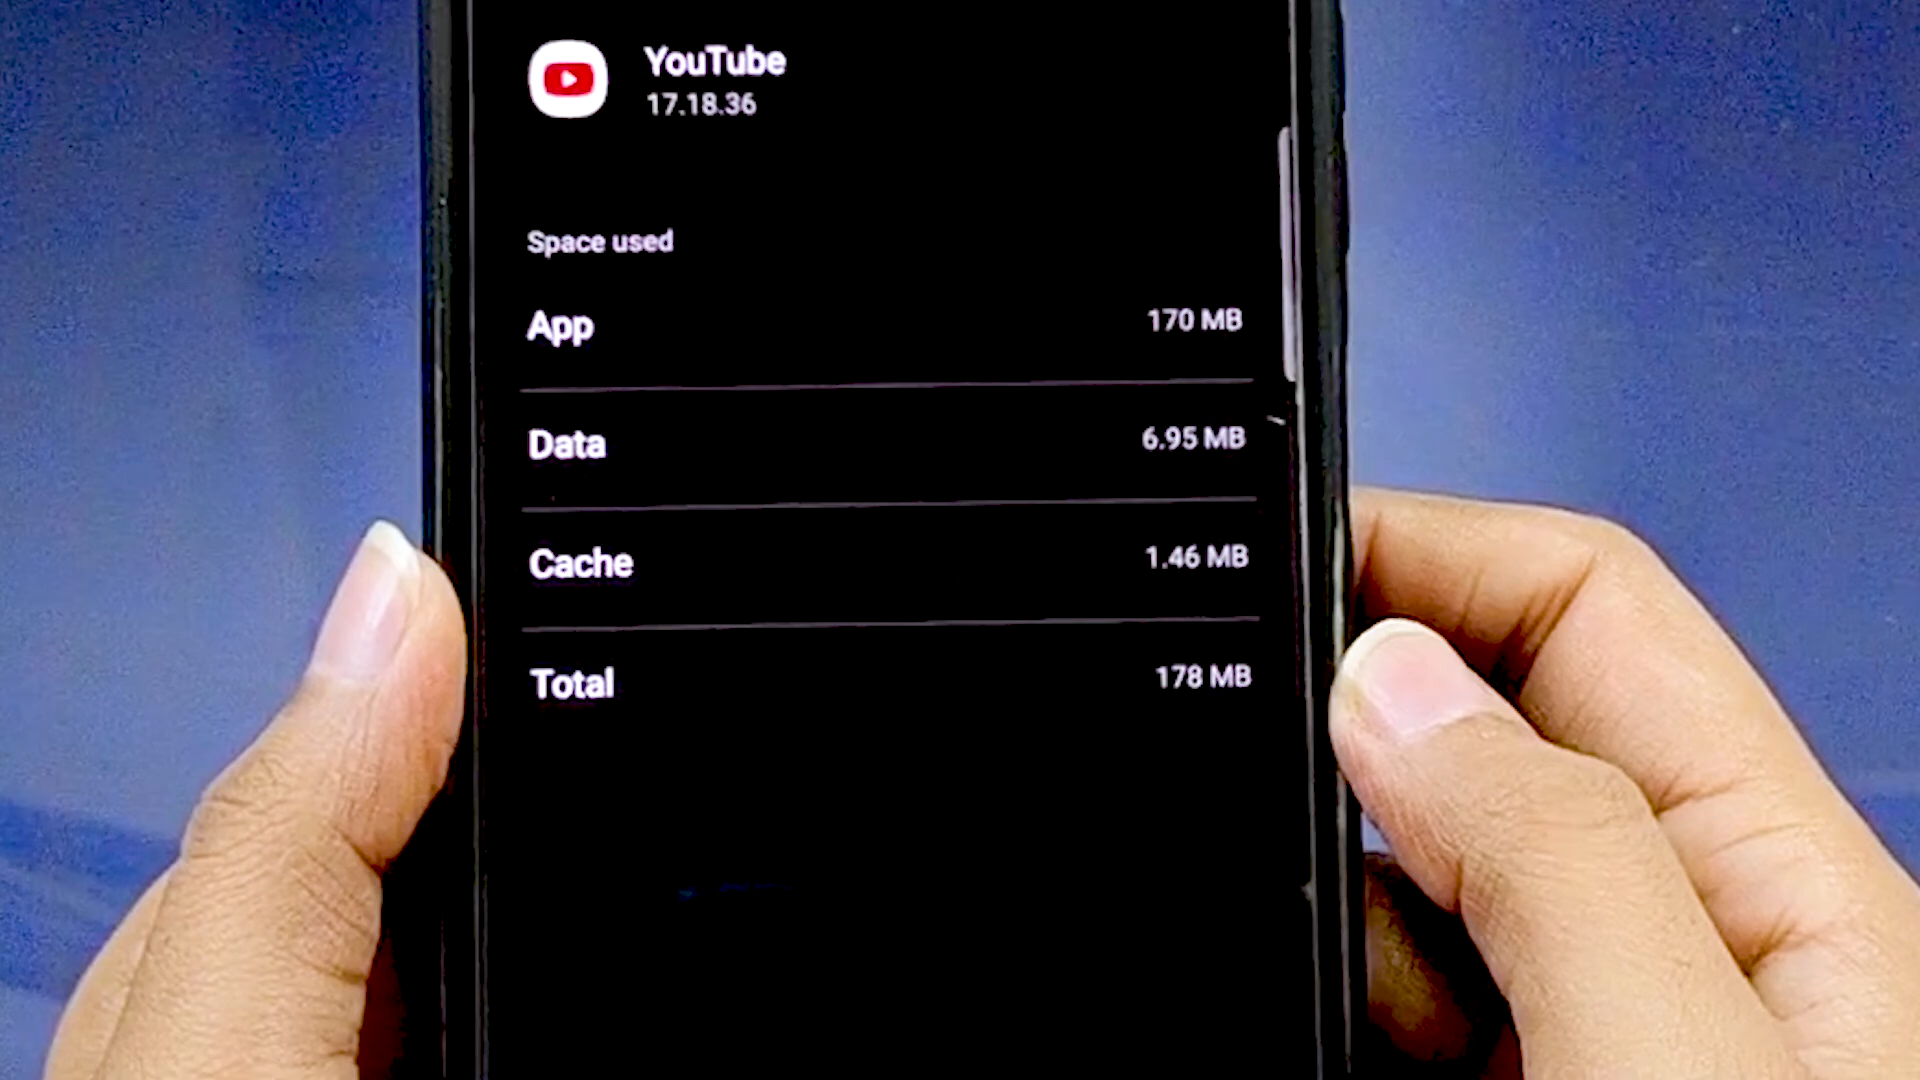 YouTube
17.18.36
Space used
App 170 MB
Data 6.95 MB
Cache 1.46 MB
Total 178 MB